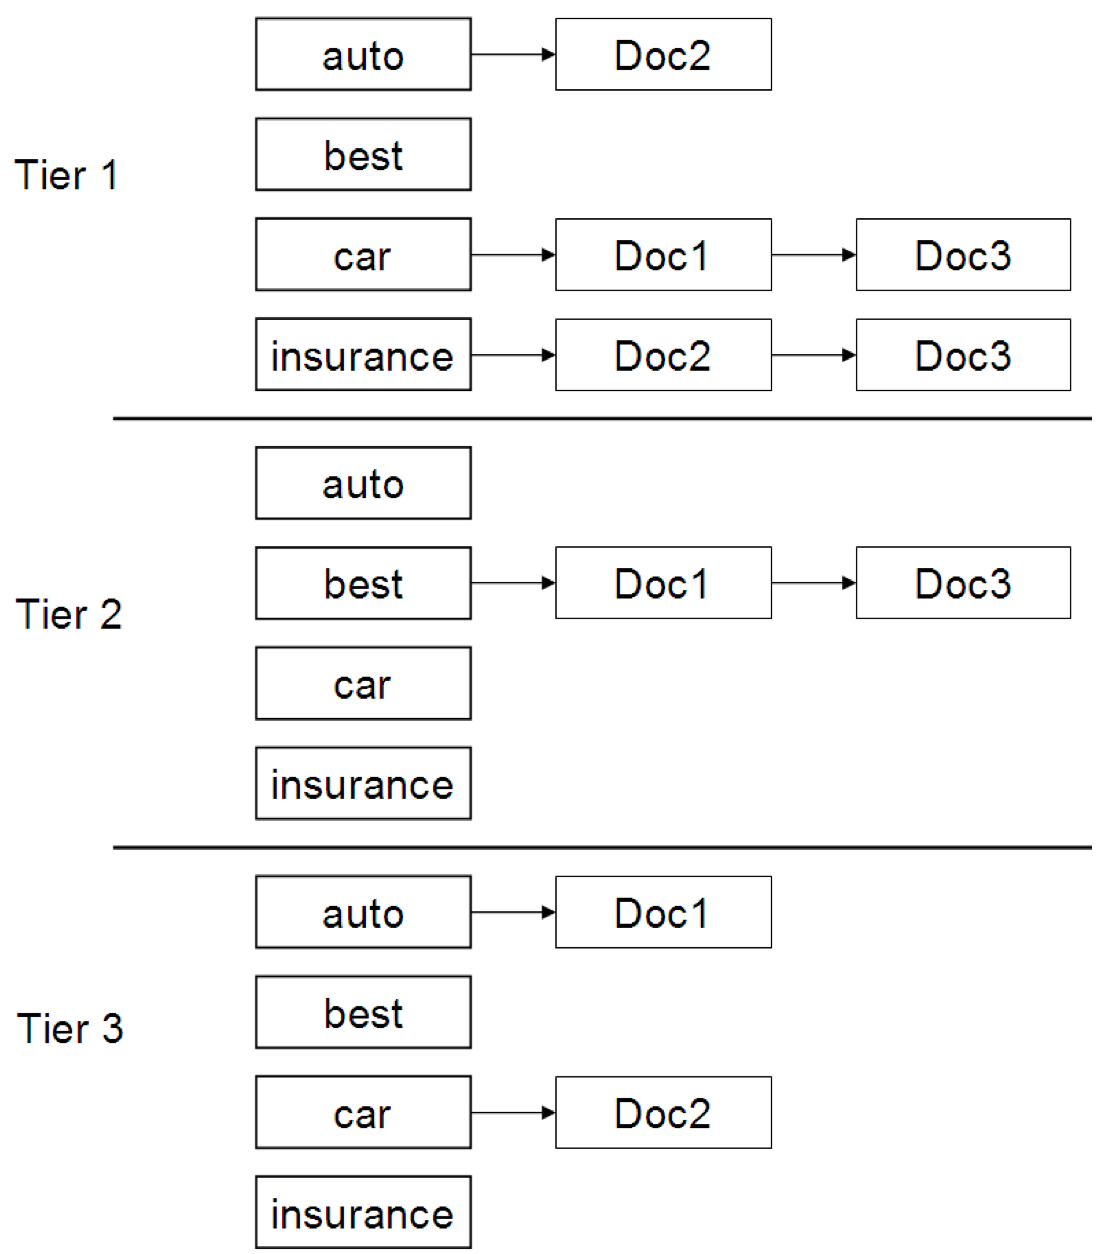 auto Doc2
Tier 1
best
car Doc1 Doc3
insurance Doc2 Doc3
auto
best Doc1 Doc3
Tier 2
car
insurance
auto Doc1
best
Tier 3
car Doc2
insurance